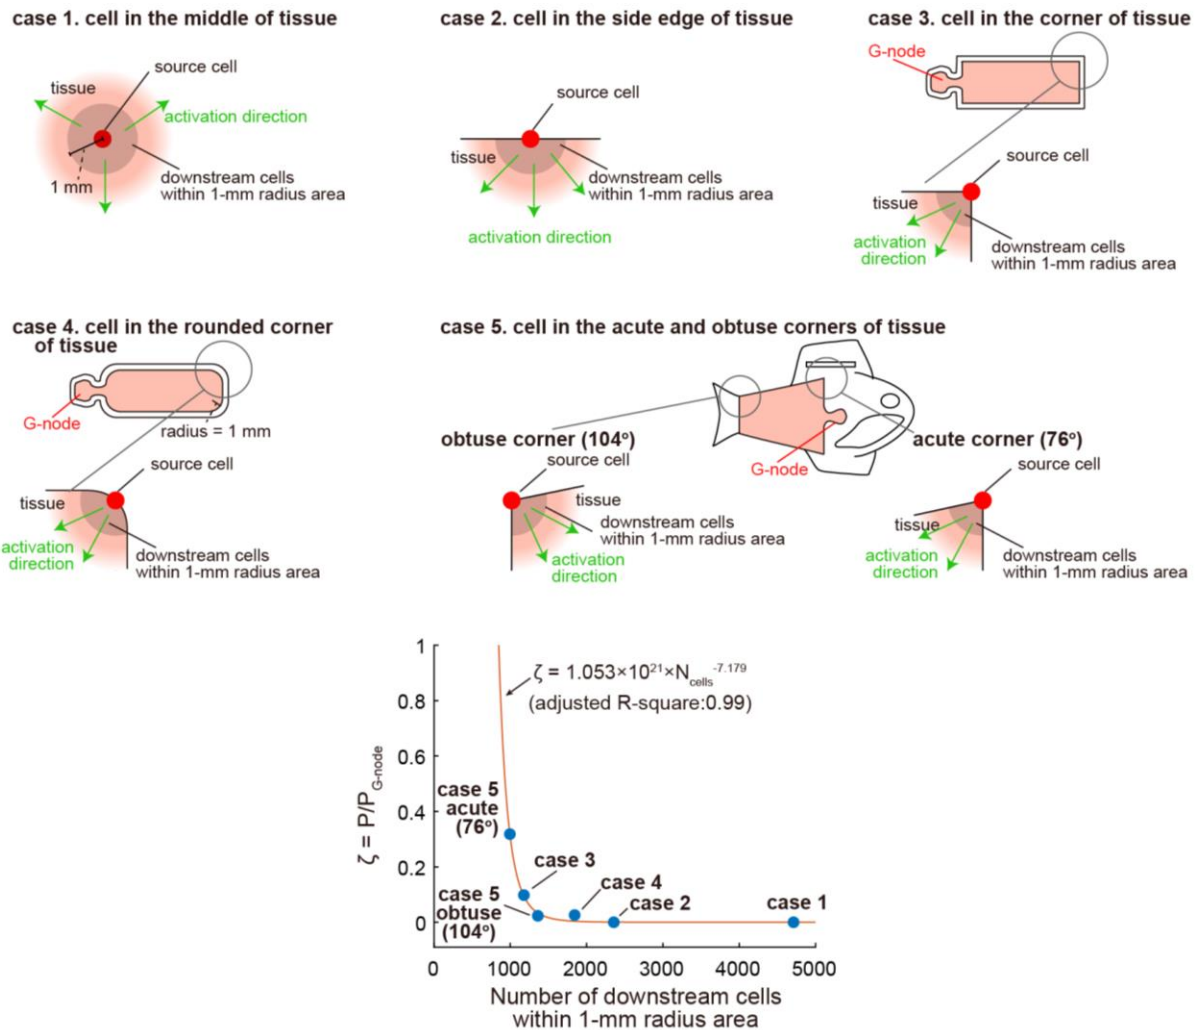 case 1. cell in the middle of tissue
source cell
tissue
activation direction
1 mm
downstream cells
within 1-mm radius area
case 2. cell in the side edge of tissue
source cell
tissue
downstream cells
within 1-mm radius area
activation direction
case 3. cell in the corner of tissue
G-node
source cell
tissue
activation
direction
downstream cells
within 1-mm radius area
case 4. cell in the rounded corner
of tissue
G-node
radius = 1 mm
source cell
tissue
activation
direction
downstream cells
within 1-mm radius area
case 5. cell in the acute and obtuse corners of tissue
obtuse corner (104°)
source cell
G-node
tissue
downstream cells
within 1-mm radius area
activation
direction
acute corner (76°)
source cell
tissue
activation
direction
downstream cells
within 1-mm radius area
ζ = P/P_G-node
1
0.8
0.6
0.4
0.2
0
ζ = 1.053×10²¹×N_cells^-7.179
(adjusted R-square:0.99)
case 5
acute
(76°)
case 3
case 5
obtuse
(104°)
case 4
case 2
case 1
0 1000 2000 3000 4000 5000
Number of downstream cells
within 1-mm radius area